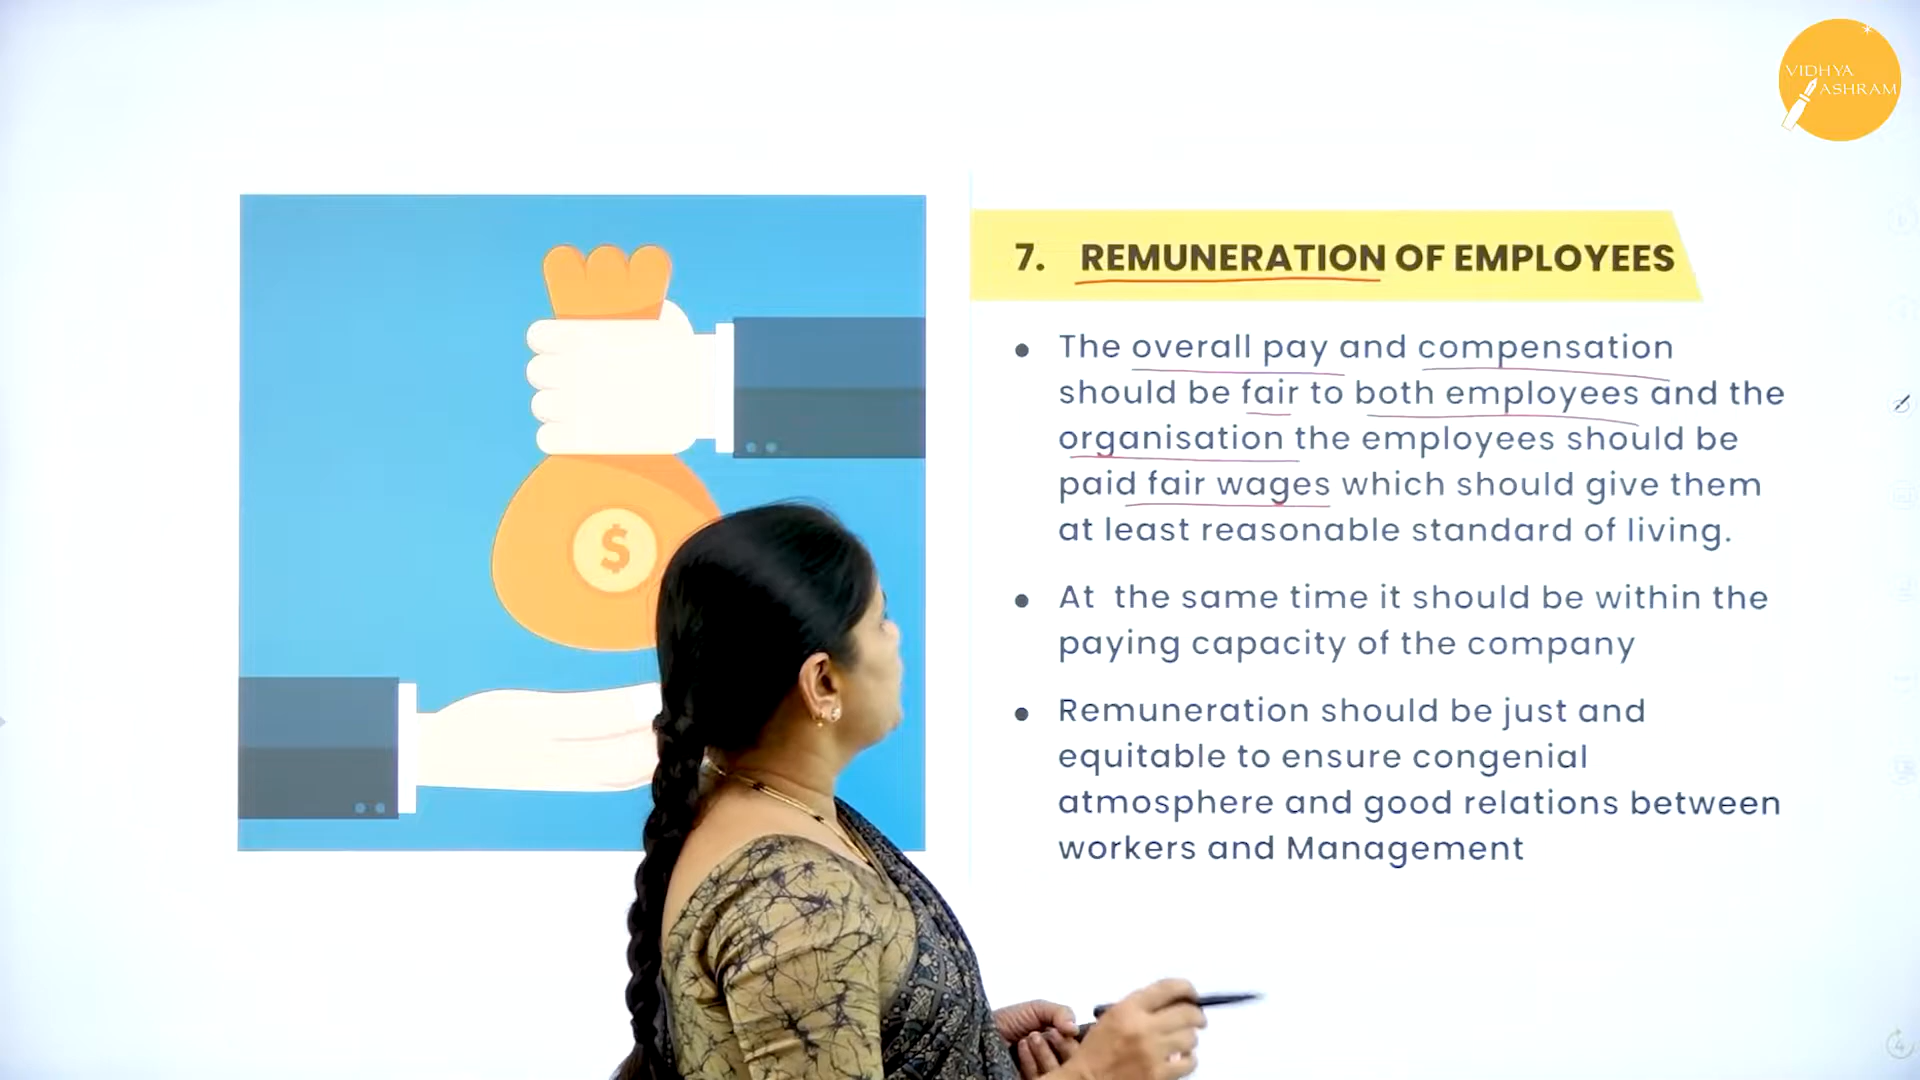 VIDHYA
ASHRAM
7. REMUNERATION OF EMPLOYEES
• The overall pay and compensation
should be fair to both employees and the
organisation the employees should be
paid fair wages which should give them
at least reasonable standard of living.
• At the same time it should be within the
paying capacity of the company
• Remuneration should be just and
equitable to ensure congenial
atmosphere and good relations between
workers and Management
$